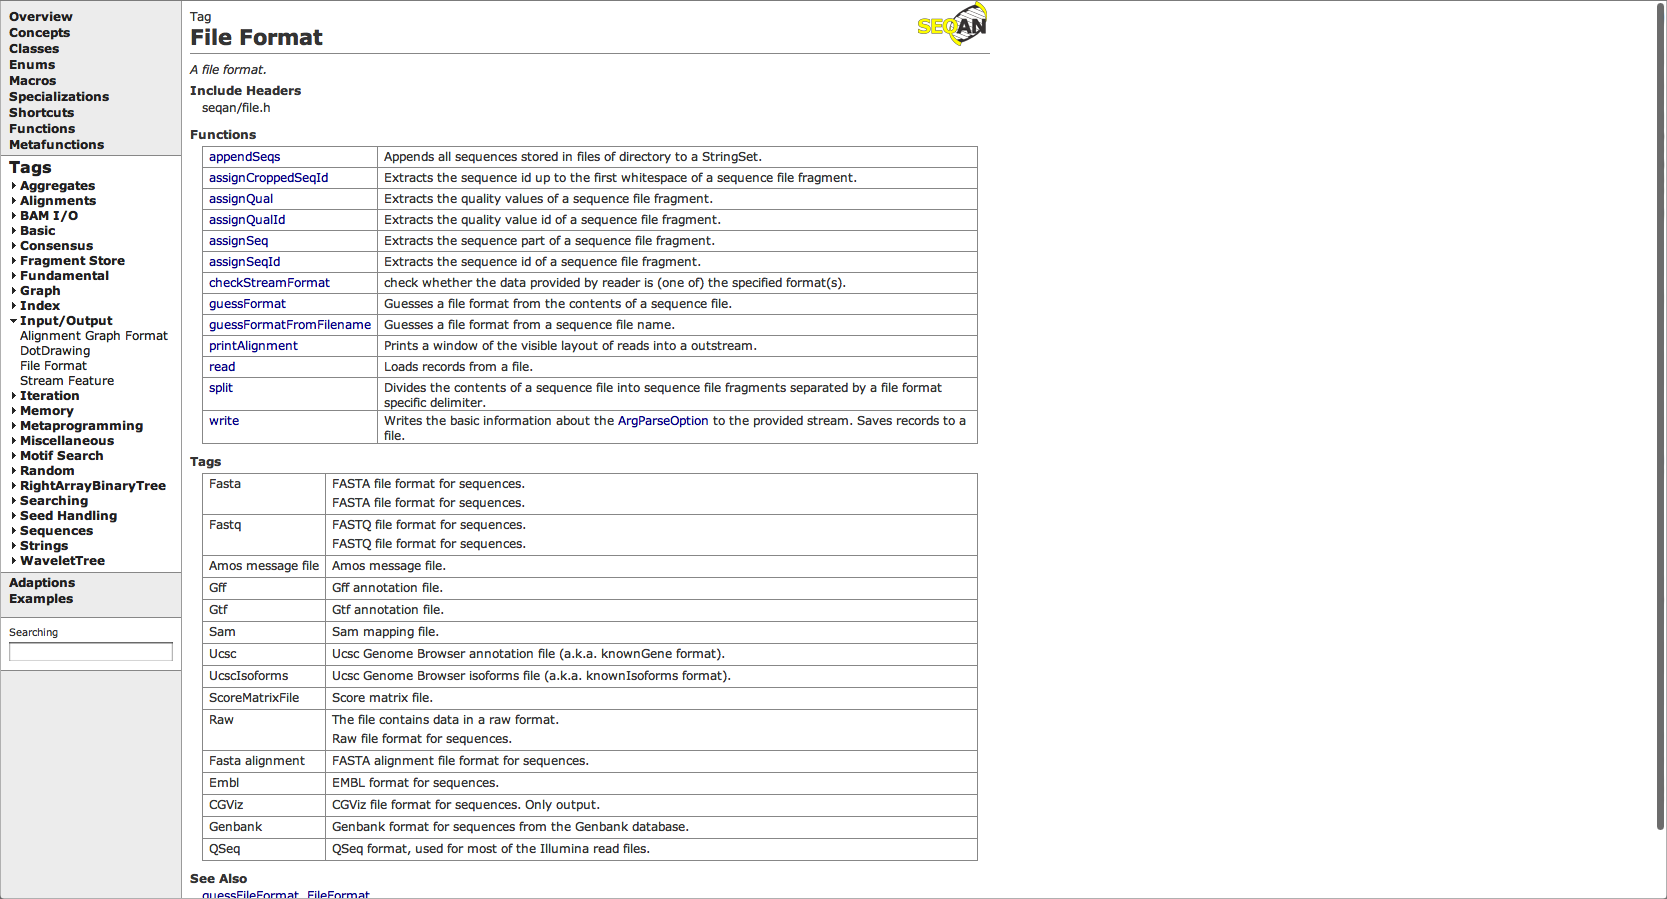 Overview
Concepts
Classes
Enums
Macros
Specializations
Shortcuts
Functions
Metafunctions
Tags
Aggregates
Alignments
BAM I/O
Basic
Consensus
Fragment Store
Fundamental
Graph
Index
Input/Output
Alignment Graph Format
DotDrawing
File Format
Stream Feature
Iteration
Memory
Metaprogramming
Miscellaneous
Motif Search
Random
RightArrayBinaryTree
Searching
Seed Handling
Sequences
Strings
WaveletTree
Adaptions
Examples
Searching
Tag
File Format
SEQAN
A file format.
Include Headers
seqan/file.h
Functions
appendSeqs Appends all sequences stored in files of directory to a StringSet.
assignCroppedSeqId Extracts the sequence id up to the first whitespace of a sequence file fragment.
assignQual Extracts the quality values of a sequence file fragment.
assignQualId Extracts the quality value id of a sequence file fragment.
assignSeq Extracts the sequence part of a sequence file fragment.
assignSeqId Extracts the sequence id of a sequence file fragment.
checkStreamFormat check whether the data provided by reader is (one of) the specified format(s).
guessFormat Guesses a file format from the contents of a sequence file.
guessFormatFromFilename Guesses a file format from a sequence file name.
printAlignment Prints a window of the visible layout of reads into a outstream.
read Loads records from a file.
split Divides the contents of a sequence file into sequence file fragments separated by a file format
specific delimiter.
write Writes the basic information about the ArgParseOption to the provided stream. Saves records to a
file.
Tags
Fasta FASTA file format for sequences.
FASTA file format for sequences.
Fastq FASTQ file format for sequences.
FASTQ file format for sequences.
Amos message file Amos message file.
Gff Gff annotation file.
Gtf Gtf annotation file.
Sam Sam mapping file.
Ucsc Ucsc Genome Browser annotation file (a.k.a. knownGene format).
UcscIsoforms Ucsc Genome Browser isoforms file (a.k.a. knownIsoforms format).
ScoreMatrixFile Score matrix file.
Raw The file contains data in a raw format.
Raw file format for sequences.
Fasta alignment FASTA alignment file format for sequences.
Embl EMBL format for sequences.
CGViz CGViz file format for sequences. Only output.
Genbank Genbank format for sequences from the Genbank database.
QSeq QSeq format, used for most of the Illumina read files.
See Also
guessFileFormat, FileFormat